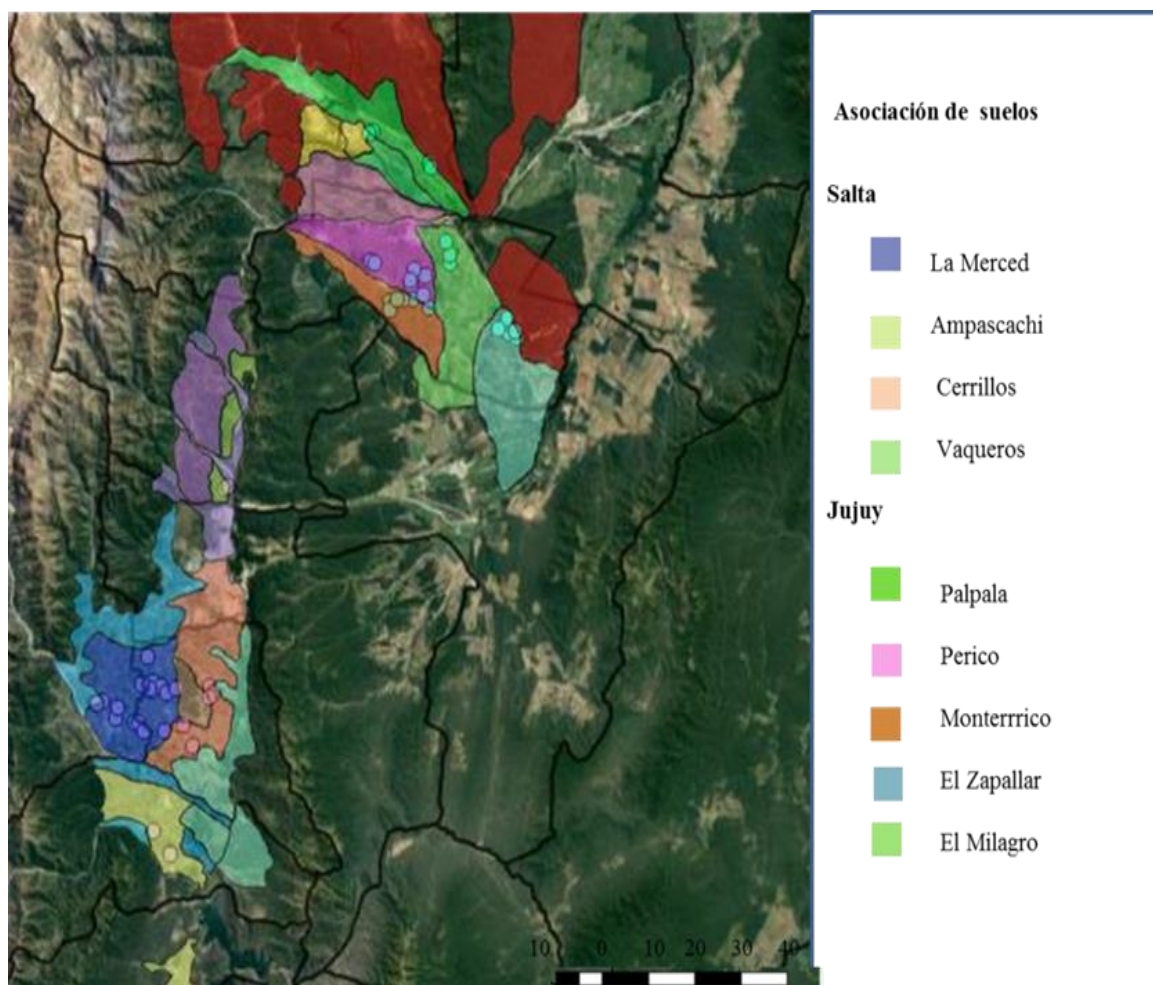 Asociación de suelos
Salta
La Merced
Ampascachi
Cerrillos
Vaqueros
Jujuy
Palpala
Perico
Monterrrico
El Zapallar
El Milagro
10 0 10 20 30 40